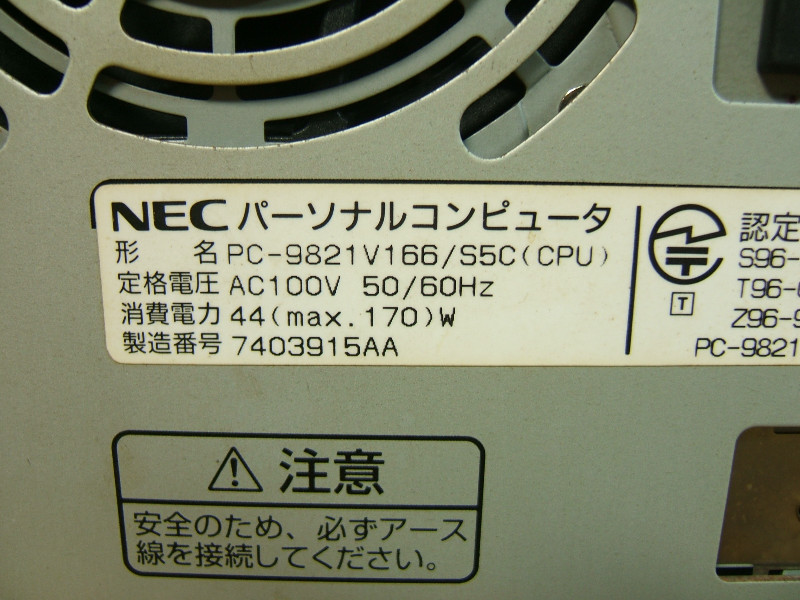 NEC パーソナルコンピュータ
形 名 PC-9821V166/S5C(CPU)
定格電圧 AC100V 50/60Hz
消費電力 44(max.170)W
製造番号 7403915AA
認定
S96-
T96-
Z96-9
PC-9821
T
注意
安全のため、必ずアース
線を接続してください。